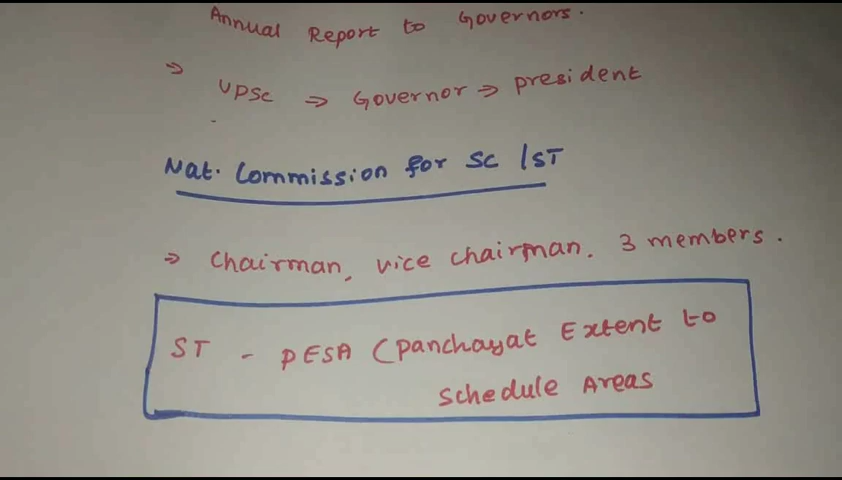 Annual Report to Governors.
⇒ UPSC ⇒ Governor ⇒ president
Nat. Commission for SC /ST
⇒ Chairman, vice chairman. 3 members.
ST - PESA (Panchayat Extent to
Schedule Areas